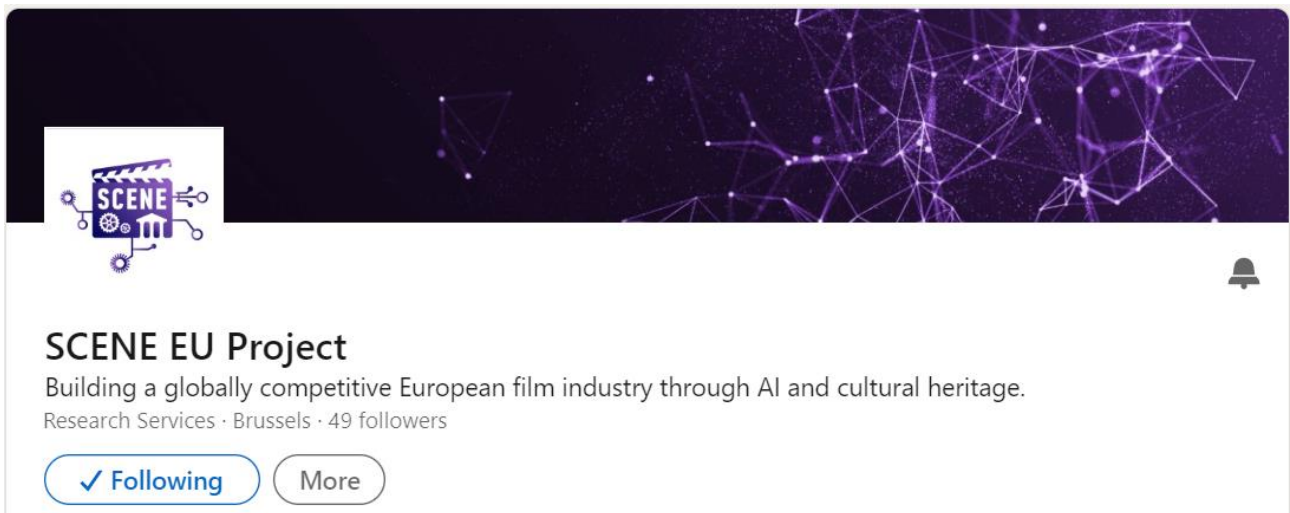 SCENE
SCENE EU Project
Building a globally competitive European film industry through AI and cultural heritage.
Research Services · Brussels · 49 followers
Following
More